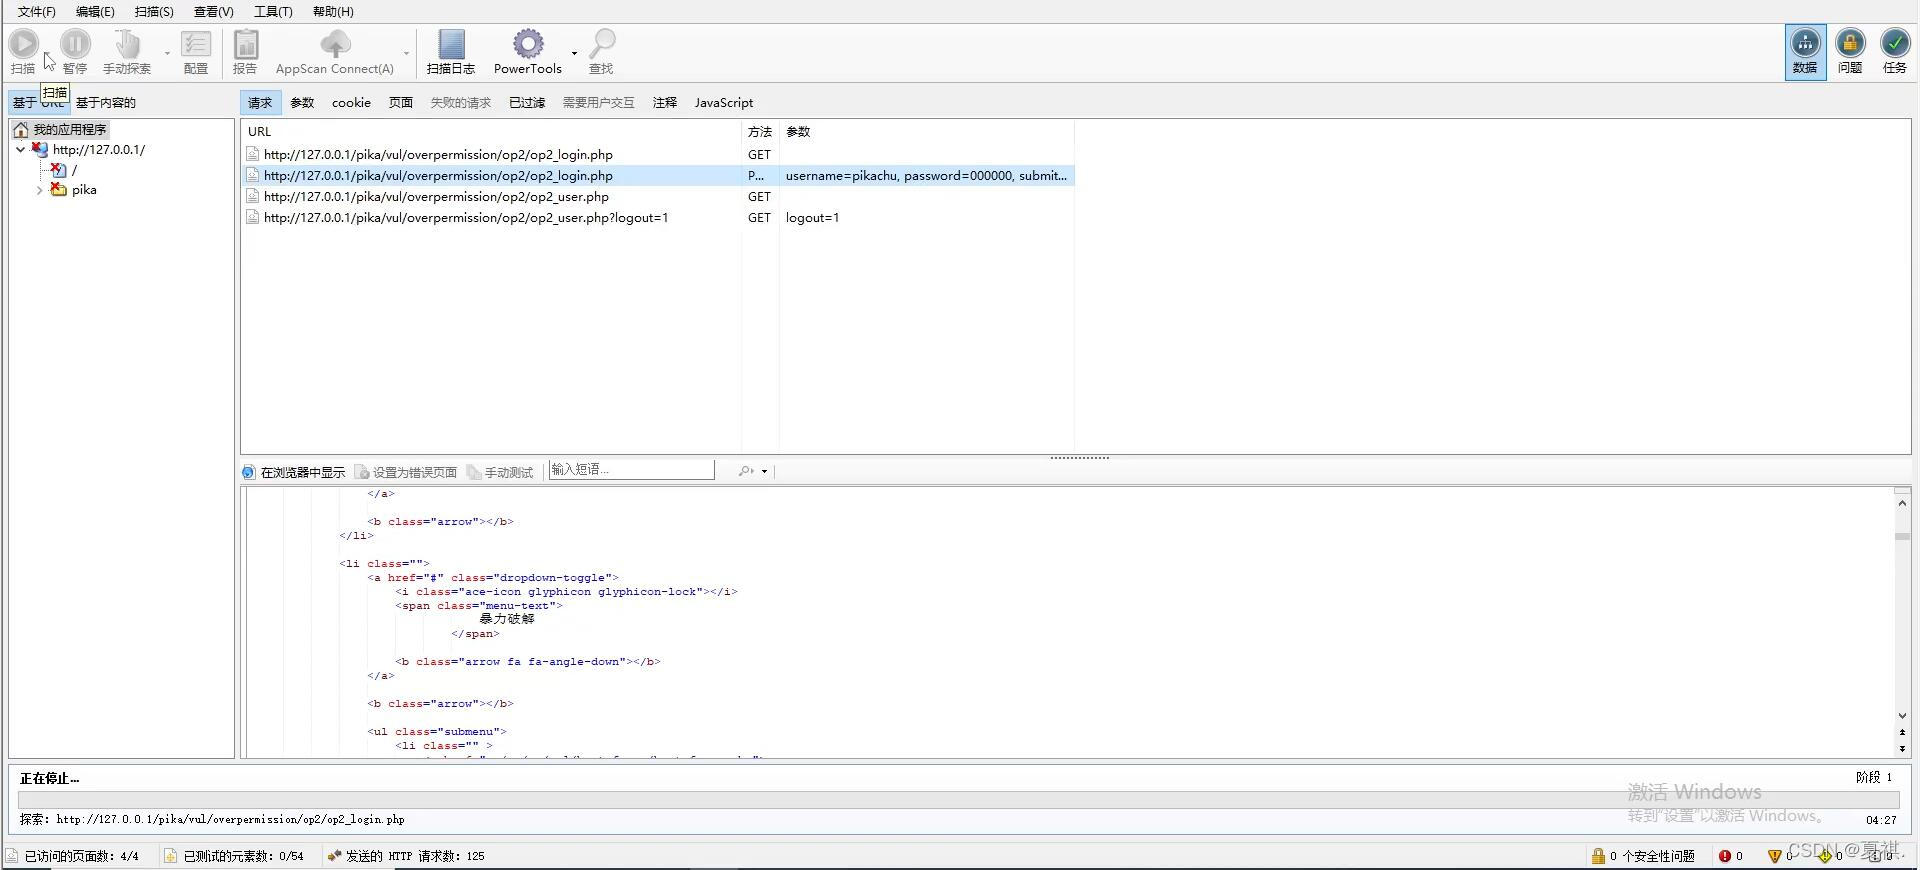 文件(F) 编辑(E) 扫描(S) 查看(V) 工具(T) 帮助(H)
扫描 暂停 手动探索 配置 报告 AppScan Connect(A) 扫描日志 PowerTools 查找 数据 问题 任务
扫描
基于 URL 基于内容的 请求 参数 cookie 页面 失败的请求 已过滤 需要用户交互 注释 JavaScript
我的应用程序
http://127.0.0.1/
/
pika
URL 方法 参数
http://127.0.0.1/pika/vul/overpermission/op2/op2_login.php GET
http://127.0.0.1/pika/vul/overpermission/op2/op2_login.php P... username=pikachu, password=000000, submit...
http://127.0.0.1/pika/vul/overpermission/op2/op2_user.php GET
http://127.0.0.1/pika/vul/overpermission/op2/op2_user.php?logout=1 GET logout=1
在浏览器中显示 设置为错误页面 手动测试 输入短语...
</a>
<b class="arrow"></b>
</li>
<li class="">
<a href="#" class="dropdown-toggle">
<i class="ace-icon glyphicon glyphicon-lock"></i>
<span class="menu-text">
暴力破解
</span>
<b class="arrow fa fa-angle-down"></b>
</a>
<b class="arrow"></b>
<ul class="submenu">
<li class="" >
正在停止... 阶段 1
激活 Windows
转到"设置"以激活 Windows。
探索: http://127.0.0.1/pika/vul/overpermission/op2/op2_login.php 04:27
已访问的页面数: 4/4 已测试的元素数: 0/54 发送的 HTTP 请求数: 125 0 个安全性问题 0 0 0
CSDN @夏祺